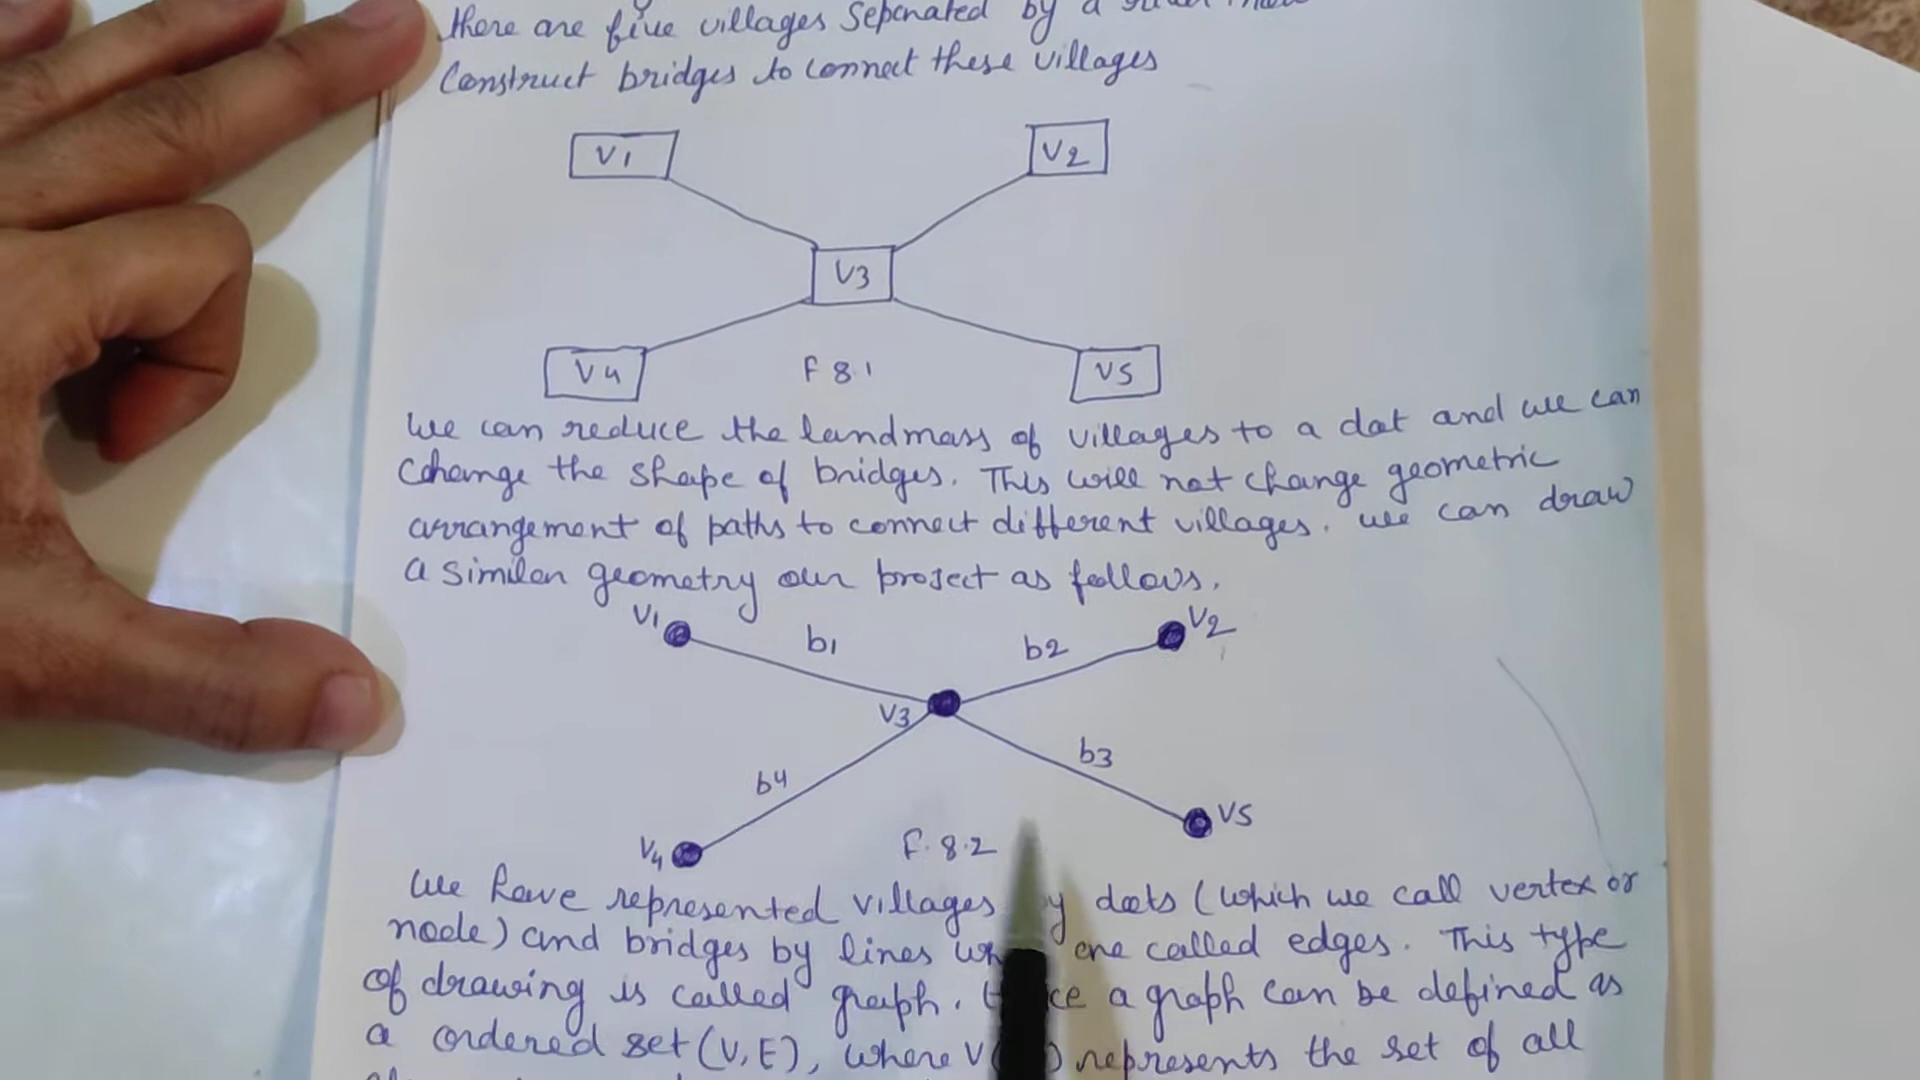 there are five villages Seperated by a
Construct bridges to connect these villages
V1
V2
V3
V4
F 8.1
V5
We can reduce the landmass of villages to a dot and we can
Change the shape of bridges. This will not change geometric
arrangement of paths to connect different villages. We can draw
a similar geometry our project as follows.
V1
b1
b2
V2
V3
b3
b4
V5
V4
F. 8.2
We have represented villages by dots (which we call vertex or
node) and bridges by lines are called edges. This type
of drawing is called graph. a graph can be defined as
a ordered set (V,E), where V represents the set of all